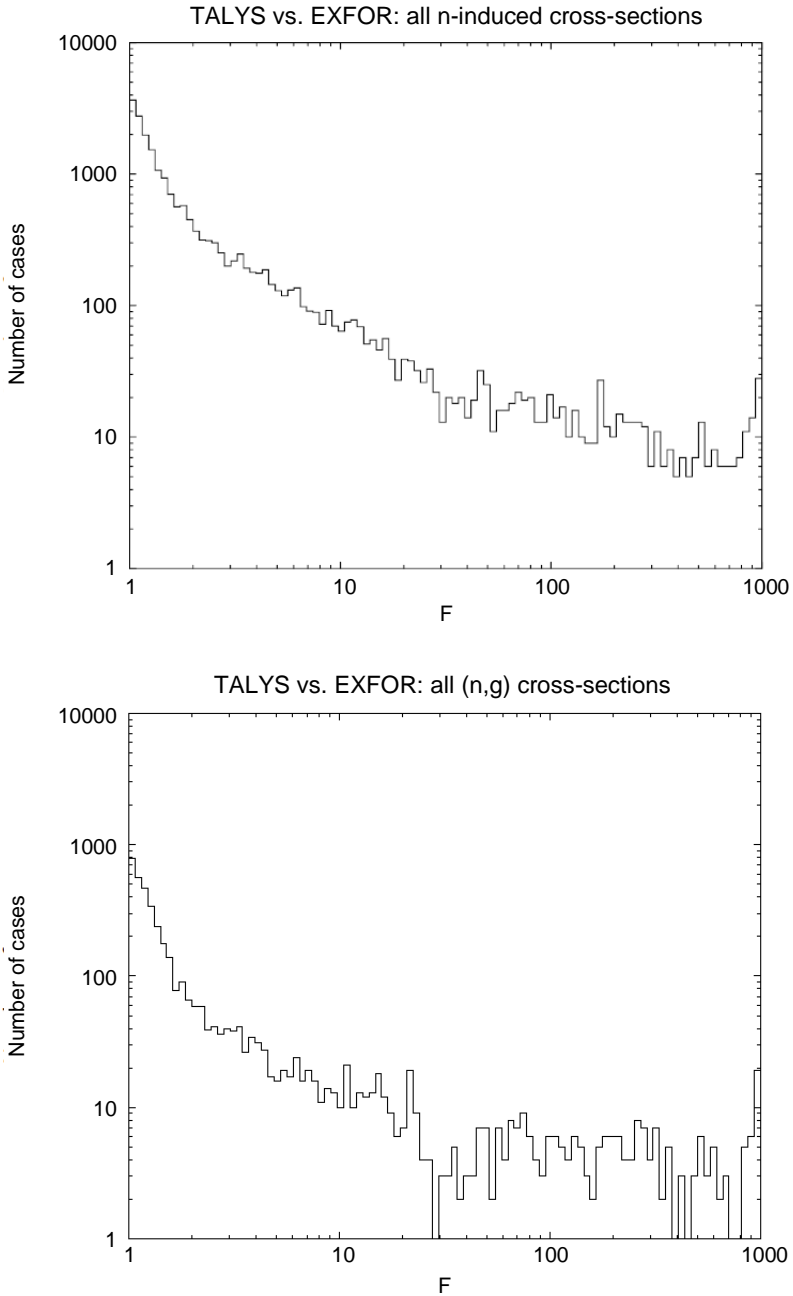 TALYS vs. EXFOR: all n-induced cross-sections
10000
1000
100
10
1
Number of cases
1 10 100 1000
F
TALYS vs. EXFOR: all (n,g) cross-sections
10000
1000
100
10
1
Number of cases
1 10 100 1000
F